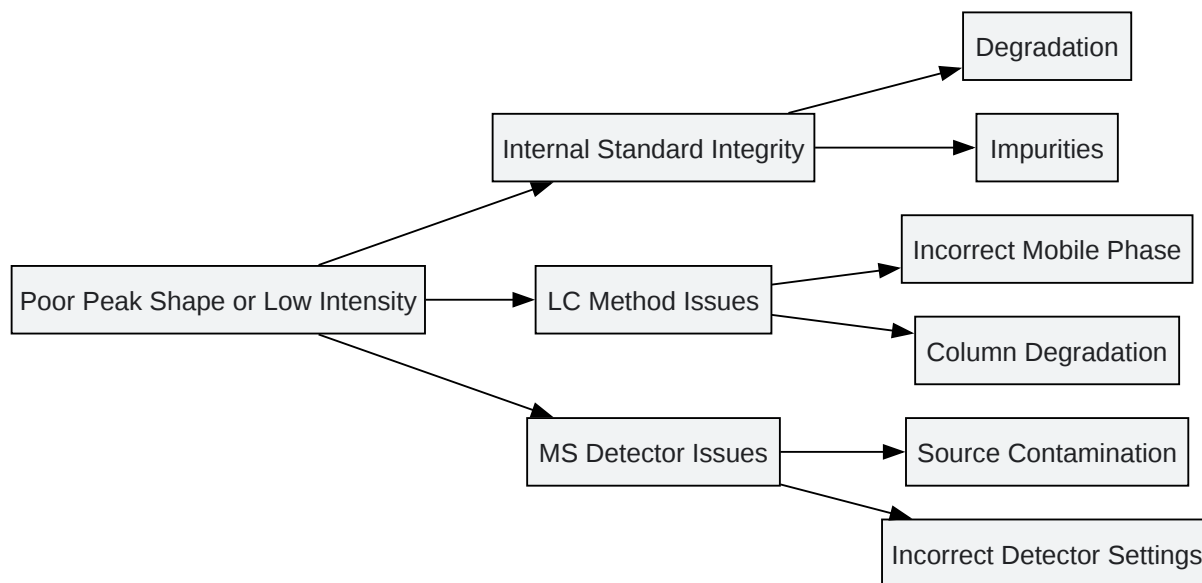 Degradation
Internal Standard Integrity
Impurities
Incorrect Mobile Phase
Poor Peak Shape or Low Intensity
LC Method Issues
Column Degradation
MS Detector Issues
Source Contamination
Incorrect Detector Settings